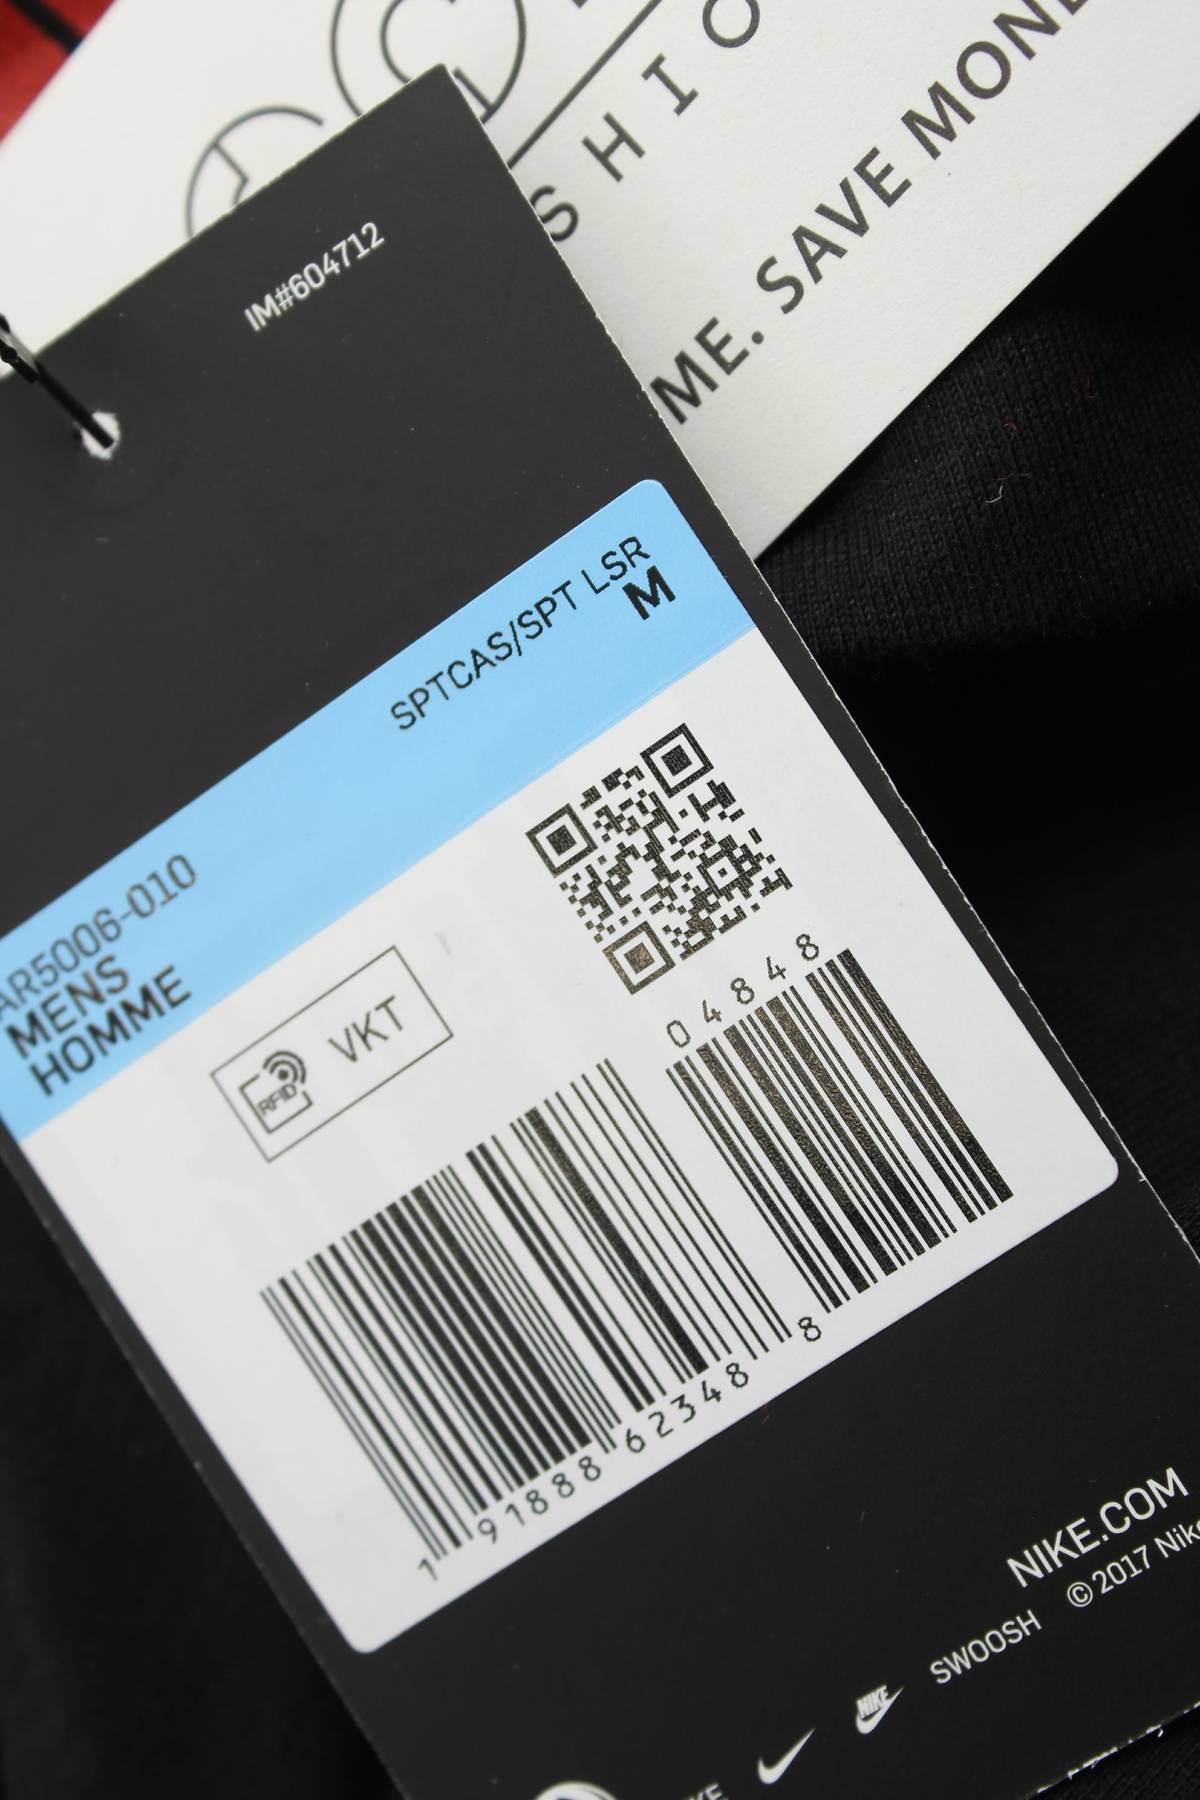 SHIO
ME. SAVE MONE
IM#604712
SPTCAS/SPT LSR
M
AR5006-010
MENS
HOMME
RFID VKT
04848
1 91888 62348 8
NIKE.COM
© 2017 Nike
SWOOSH
NIKE